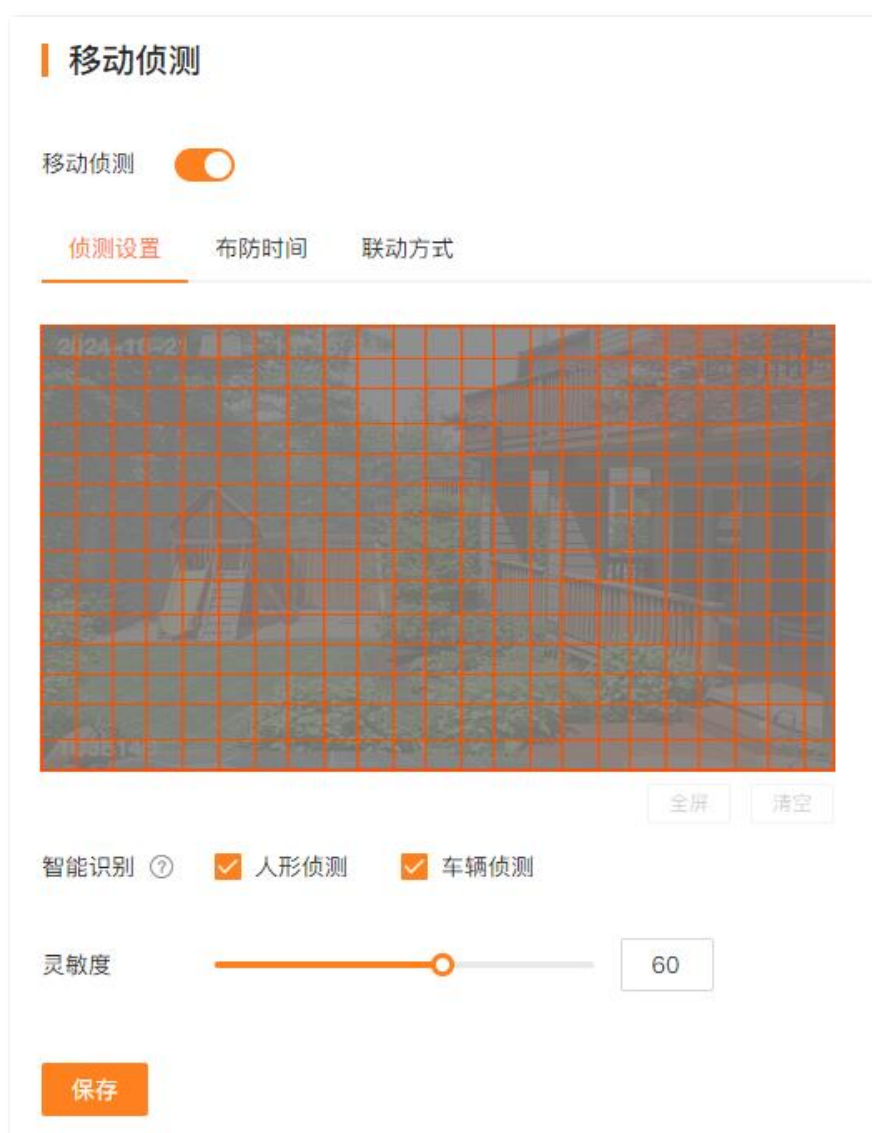 移动侦测
移动侦测
侦测设置 布防时间 联动方式
全屏 清空
智能识别 ? 人形侦测 车辆侦测
灵敏度 60
保存